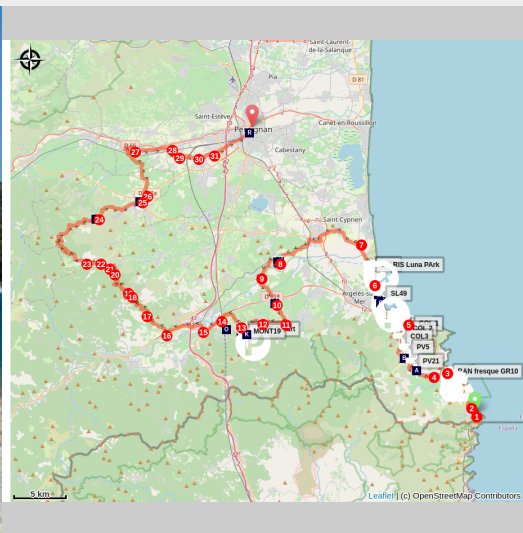 Saint-Laurent-
de-la-Salanque
Pia
D 81
Saint-Estève
R
Canet-en-Roussillon
Cabestany
27
28
29
30
31
26
25
24
Saint-Cyprien
7
23
22
21
20
8
9
RIS Luna PArk
6
SL49
18
10
Argelès-
Mer
17
14
13
12
11
5
16
15
O
K
MONT19
COL 2
COL3
PV5
B
PV21
A
4
3
PAN fresque GR10
2
1
España
5 km
Leaflet | (c) OpenStreetMap Contributors